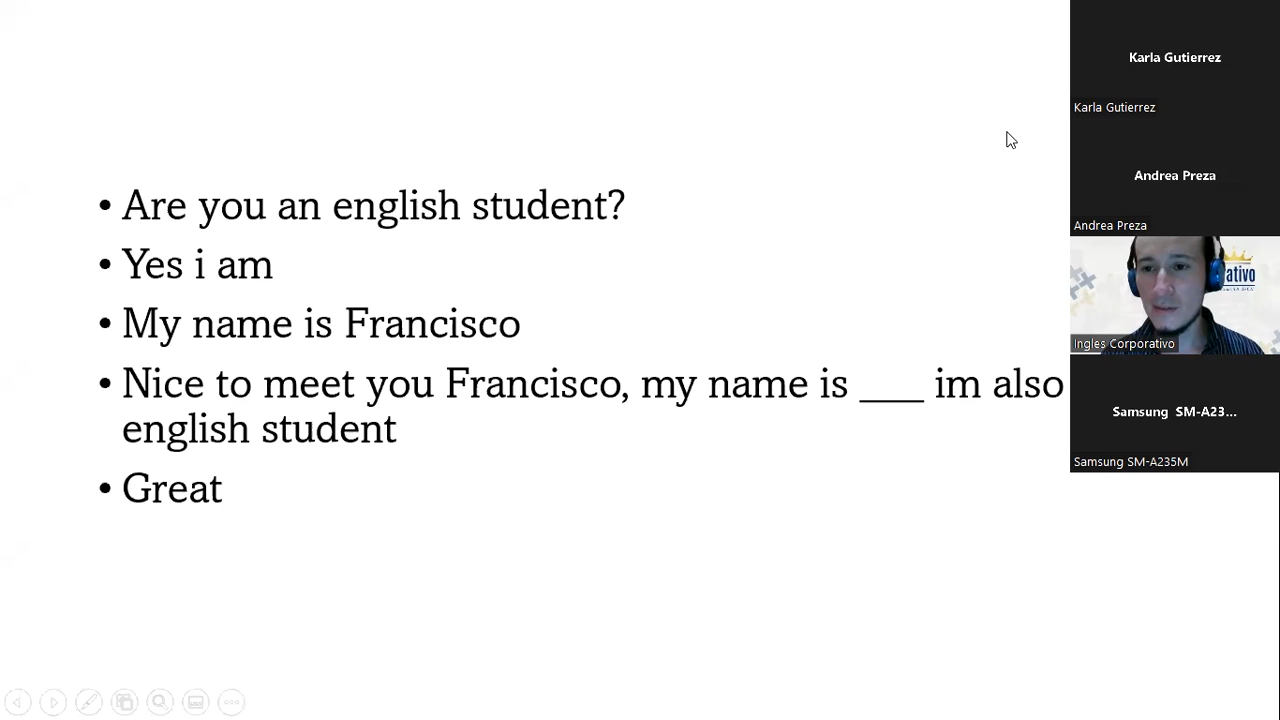 • Are you an english student?
• Yes i am
• My name is Francisco
• Nice to meet you Francisco, my name is ____ im also
english student
• Great
Karla Gutierrez
Karla Gutierrez
Andrea Preza
Andrea Preza
ativo
Ingles Corporativo
Samsung SM-A23...
Samsung SM-A235M